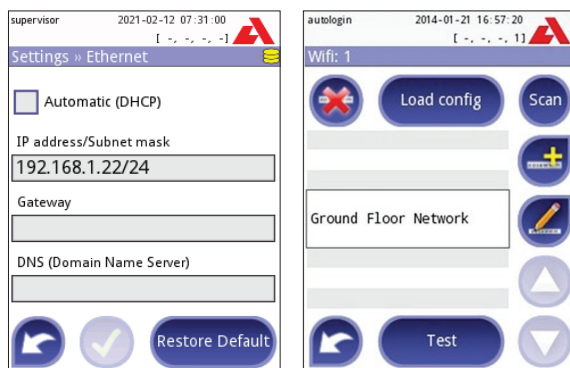 supervisor 2021-02-12 07:31:00
[ -, -, -, -]
Settings » Ethernet
Automatic (DHCP)
IP address/Subnet mask
192.168.1.22/24
Gateway
DNS (Domain Name Server)
Restore Default
autologin 2014-01-21 16:57:20
[ -, -, -, 1]
Wifi: 1
Load config
Scan
Ground Floor Network
Test